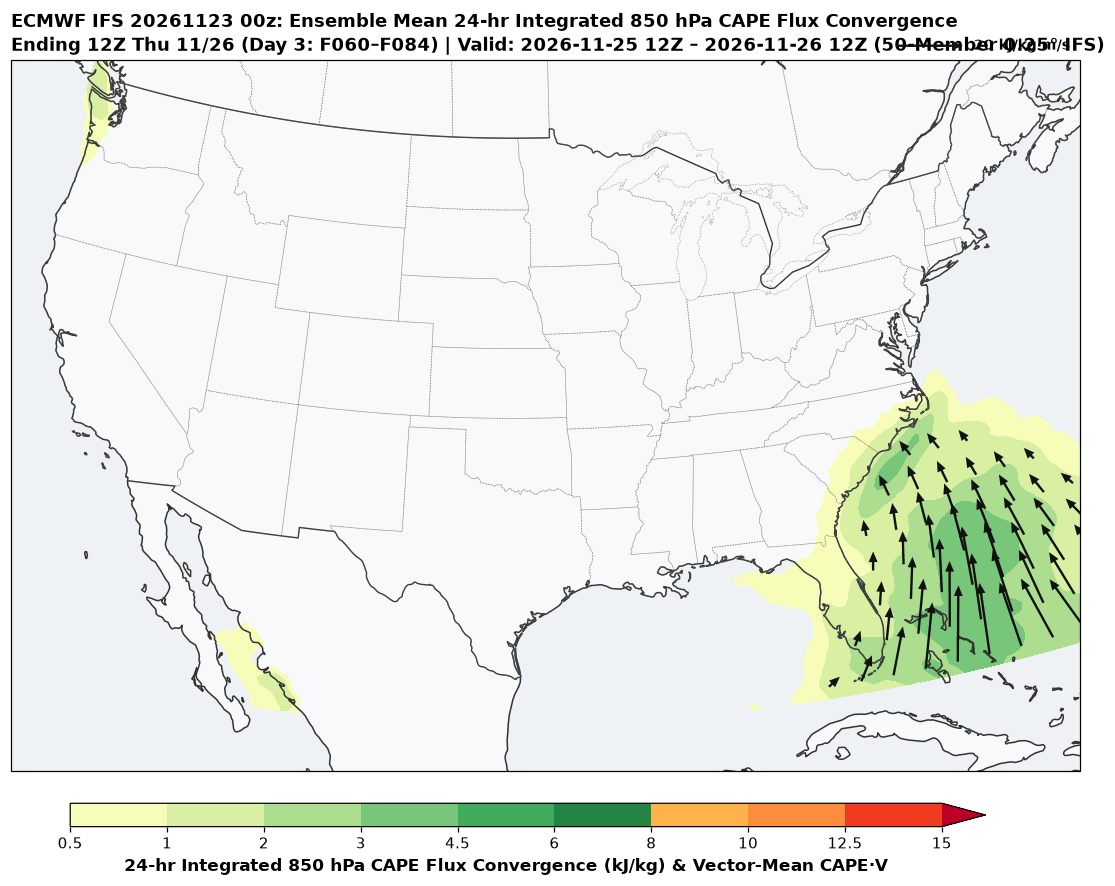 ECMWF IFS 20261123 00z: Ensemble Mean 24-hr Integrated 850 hPa CAPE Flux Convergence
Ending 12Z Thu 11/26 (Day 3: F060–F084) | Valid: 2026-11-25 12Z – 2026-11-26 12Z (50-Member 0.25° IFS)
0.5 1 2 3 4.5 6 8 10 12.5 15
24-hr Integrated 850 hPa CAPE Flux Convergence (kJ/kg) & Vector-Mean CAPE·V